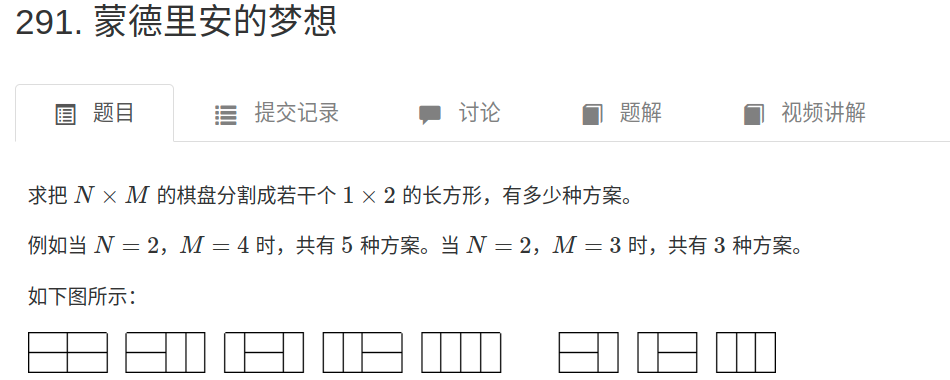 291. 蒙德里安的梦想
题目 提交记录 讨论 题解 视频讲解
求把 N × M 的棋盘分割成若干个 1 × 2 的长方形，有多少种方案。
例如当 N = 2，M = 4 时，共有 5 种方案。当 N = 2，M = 3 时，共有 3 种方案。
如下图所示：